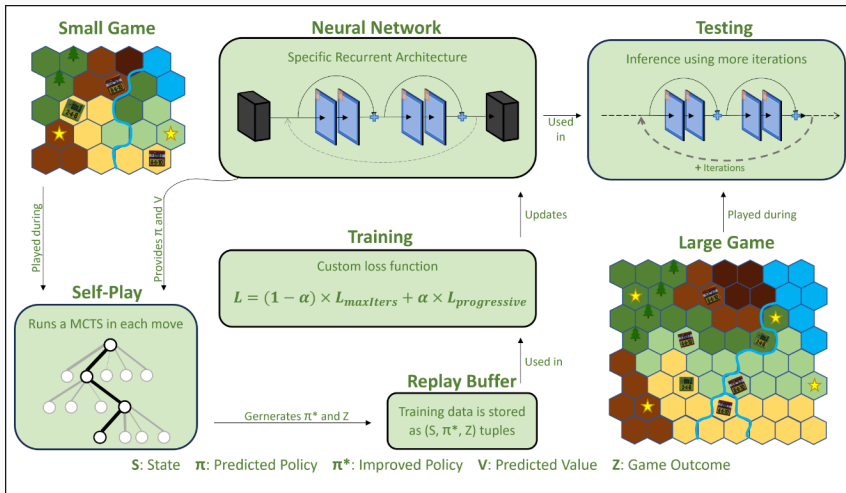 Small Game
Neural Network
Testing
Specific Recurrent Architecture
Inference using more iterations
Used
in
+ Iterations
Played during
Provides π and V
Updates
Played during
Training
Large Game
Custom loss function
L = (1 − α) × L_maxIters + α × L_progressive
Self-Play
Runs a MCTS in each move
Used in
Replay Buffer
Gernerates π* and Z
Training data is stored
as (S, π*, Z) tuples
S: State π: Predicted Policy π*: Improved Policy V: Predicted Value Z: Game Outcome